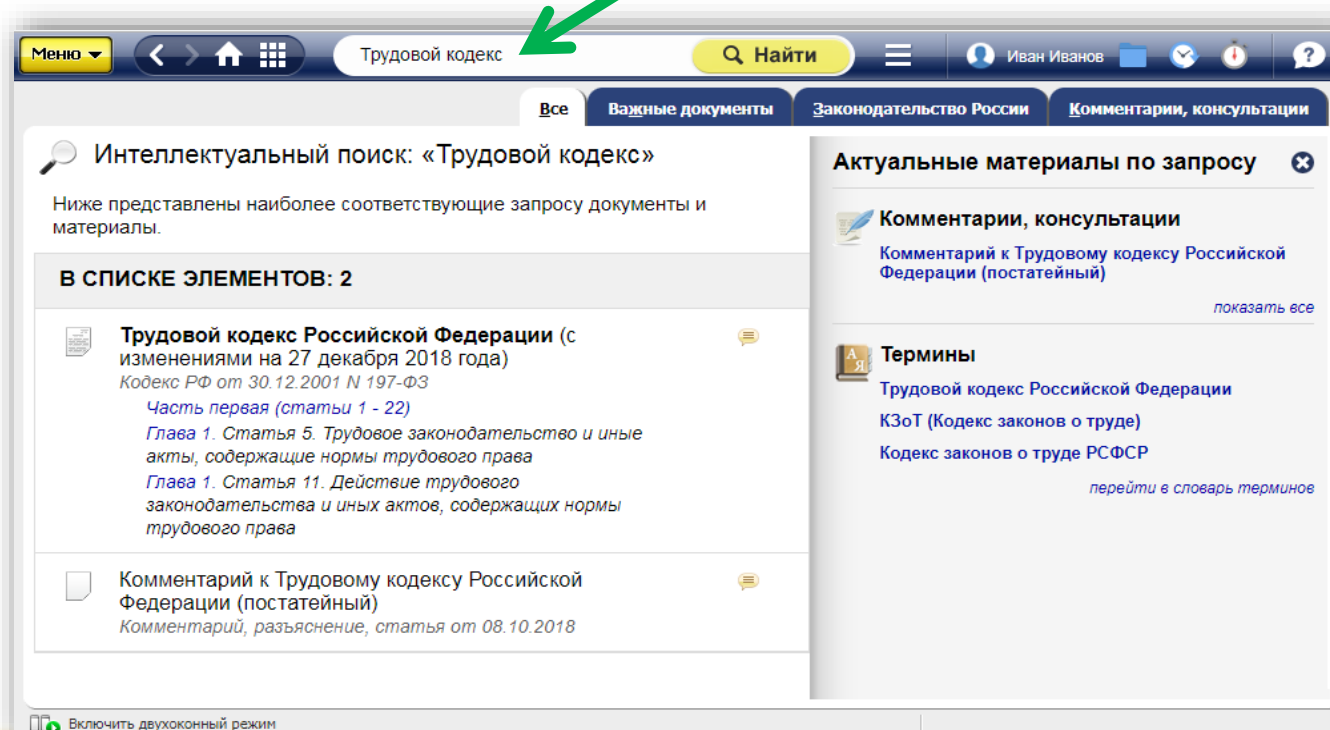 Меню
Трудовой кодекс
Найти
Иван Иванов
?
Все
Важные документы
Законодательство России
Комментарии, консультации
Интеллектуальный поиск: «Трудовой кодекс»
Ниже представлены наиболее соответствующие запросу документы и
материалы.
В СПИСКЕ ЭЛЕМЕНТОВ: 2
Трудовой кодекс Российской Федерации (с
изменениями на 27 декабря 2018 года)
Кодекс РФ от 30.12.2001 N 197-ФЗ
Часть первая (статьи 1 - 22)
Глава 1. Статья 5. Трудовое законодательство и иные
акты, содержащие нормы трудового права
Глава 1. Статья 11. Действие трудового
законодательства и иных актов, содержащих нормы
трудового права
Комментарий к Трудовому кодексу Российской
Федерации (постатейный)
Комментарий, разъяснение, статья от 08.10.2018
Актуальные материалы по запросу
Комментарии, консультации
Комментарий к Трудовому кодексу Российской
Федерации (постатейный)
показать все
А Я
Термины
Трудовой кодекс Российской Федерации
КЗоТ (Кодекс законов о труде)
Кодекс законов о труде РСФСР
перейти в словарь терминов
Включить двухоконный режим